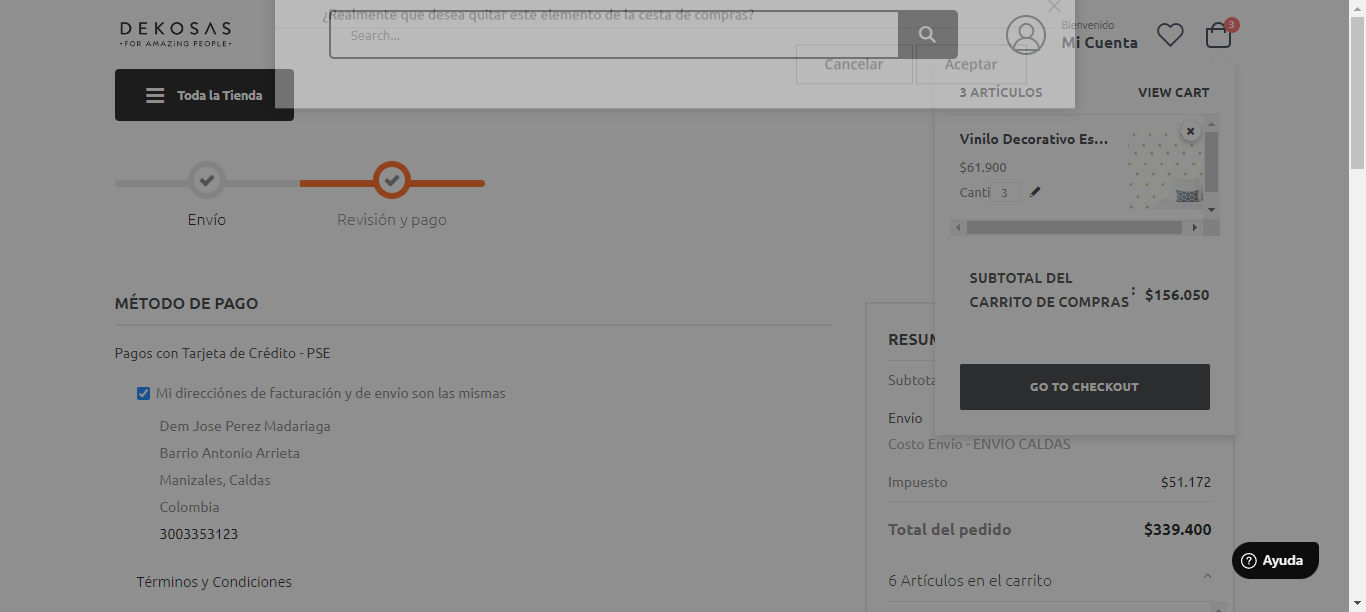 ¿Realmente que desea quitar este elemento de la cesta de compras?
DEKOSAS
•FOR AMAZING PEOPLE•
Search...
Bienvenido
Mi Cuenta
3
Cancelar
Aceptar
Toda la Tienda
3 ARTÍCULOS
VIEW CART
Vinilo Decorativo Es...
$61.900
Canti 3
Envío
Revisión y pago
SUBTOTAL DEL
CARRITO DE COMPRAS : $156.050
GO TO CHECKOUT
MÉTODO DE PAGO
Pagos con Tarjeta de Crédito - PSE
Mi direcciónes de facturación y de envío son las mismas
Dem Jose Perez Madariaga
Barrio Antonio Arrieta
Manizales, Caldas
Colombia
3003353123
Términos y Condiciones
RESUM
Subtota
Envío
Costo Envío - ENVIO CALDAS
Impuesto $51.172
Total del pedido $339.400
6 Artículos en el carrito
Ayuda